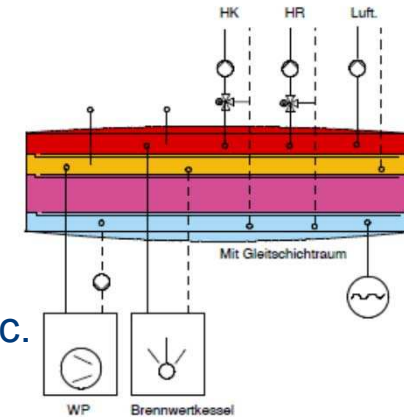 HK HR Luft.
Mit Gleitschichtraum
C.
WP Brennwertkessel